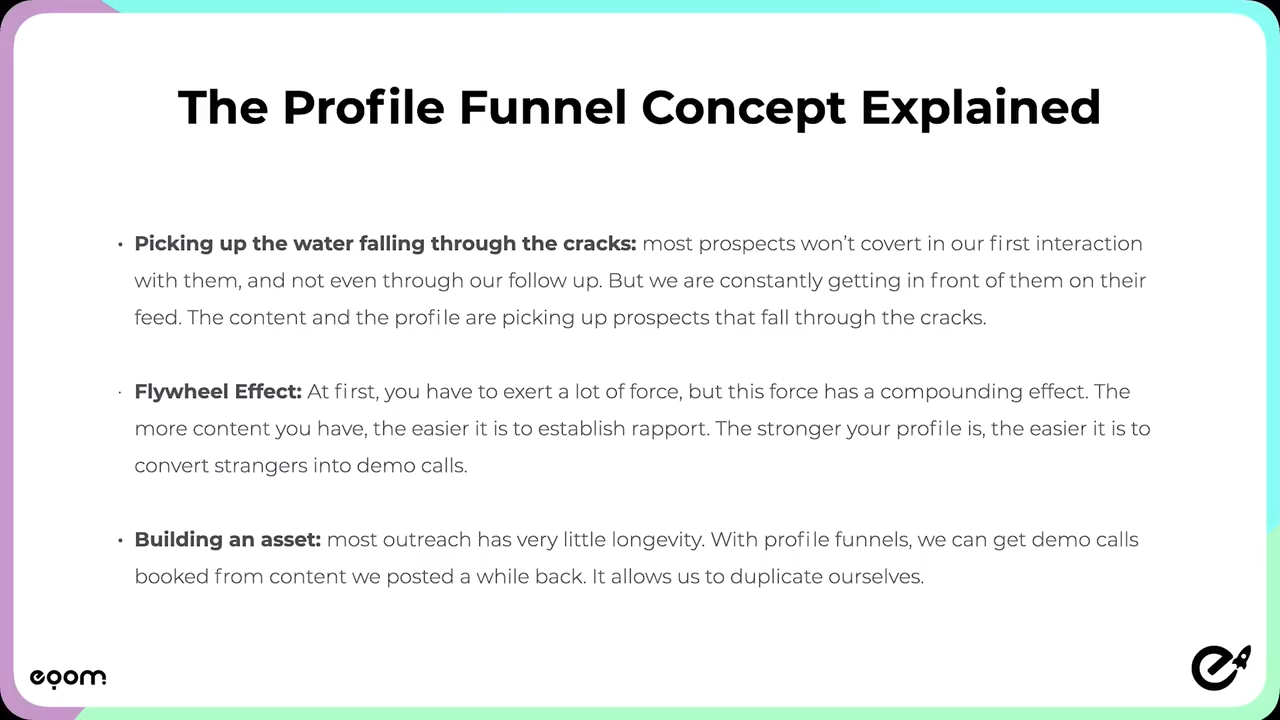 The Profile Funnel Concept Explained
• Picking up the water falling through the cracks: most prospects won't covert in our first interaction
with them, and not even through our follow up. But we are constantly getting in front of them on their
feed. The content and the profile are picking up prospects that fall through the cracks.
· Flywheel Effect: At first, you have to exert a lot of force, but this force has a compounding effect. The
more content you have, the easier it is to establish rapport. The stronger your profile is, the easier it is to
convert strangers into demo calls.
• Building an asset: most outreach has very little longevity. With profile funnels, we can get demo calls
booked from content we posted a while back. It allows us to duplicate ourselves.
eqom
e